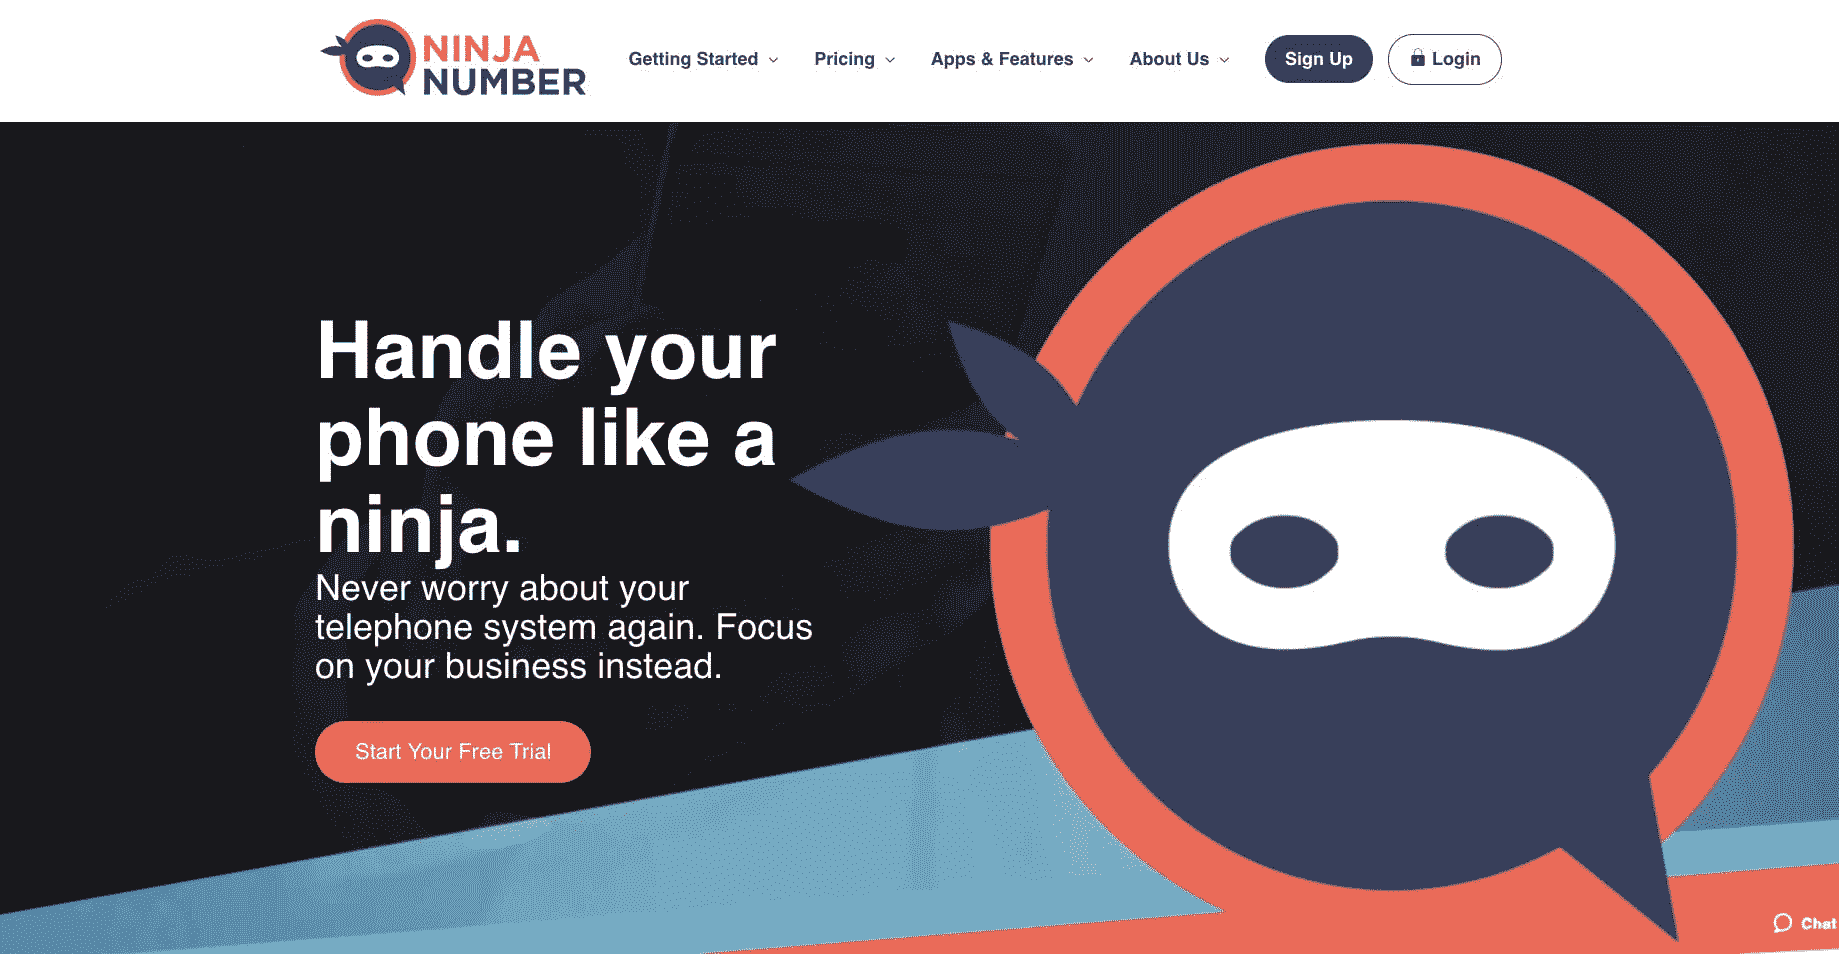 NINJA
NUMBER
Getting Started
Pricing
Apps & Features
About Us
Sign Up
Login
Handle your
phone like a
ninja.
Never worry about your
telephone system again. Focus
on your business instead.
Start Your Free Trial
Chat